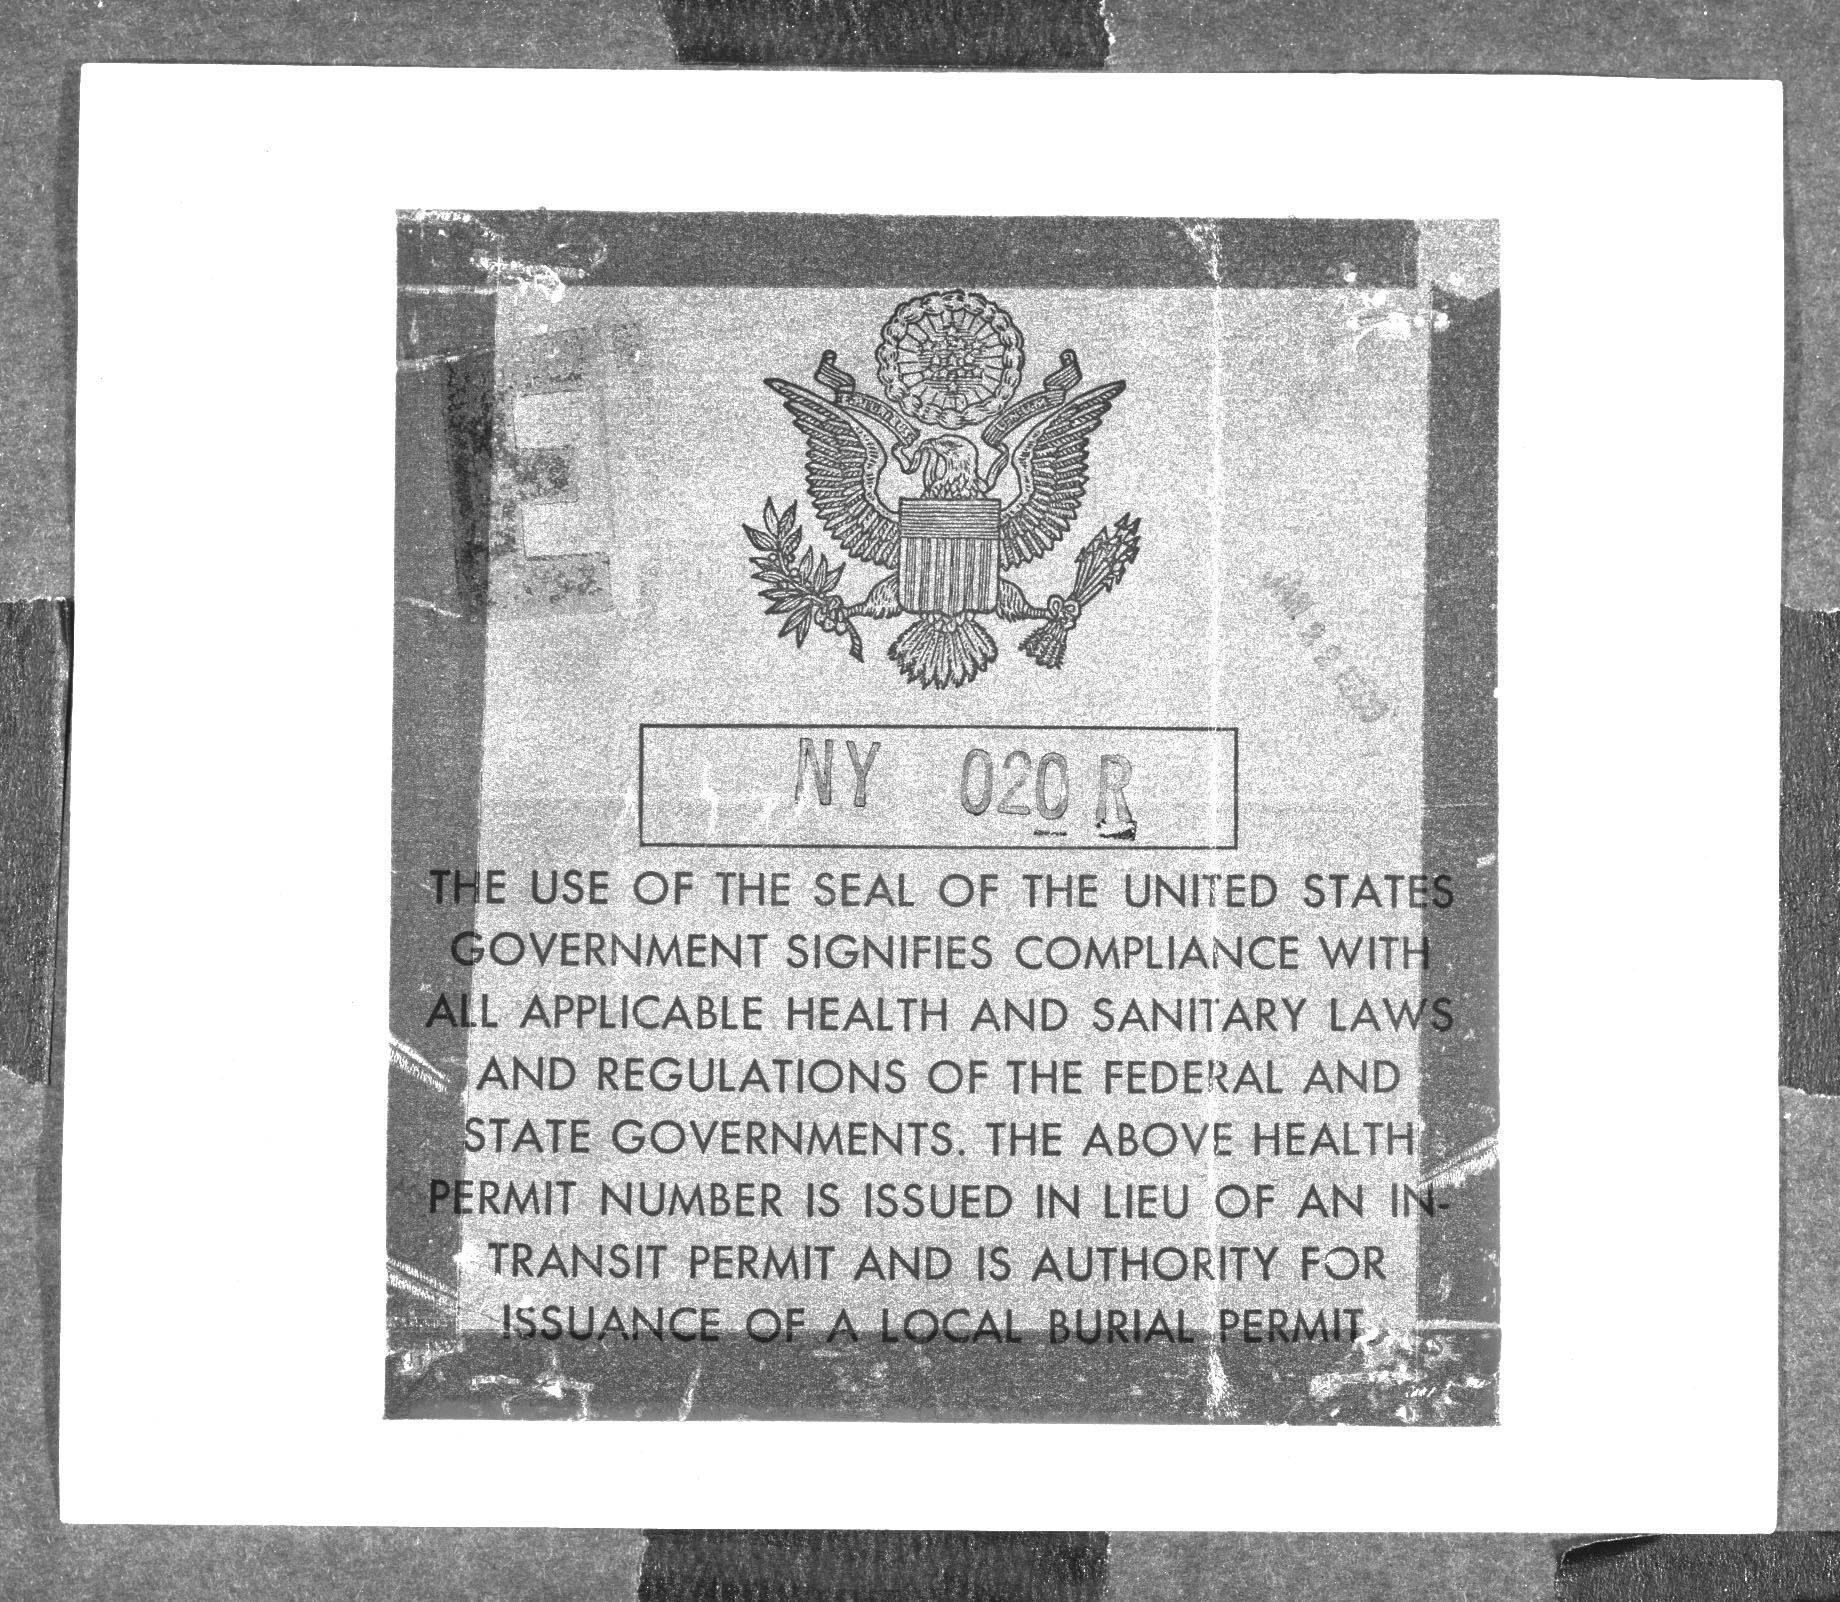 E
NY 020 R
THE USE OF THE SEAL OF THE UNITED STATES
GOVERNMENT SIGNIFIES COMPLIANCE WITH
ALL APPLICABLE HEALTH AND SANITARY LAWS
AND REGULATIONS OF THE FEDERAL AND
STATE GOVERNMENTS. THE ABOVE HEALTH
PERMIT NUMBER IS ISSUED IN LIEU OF AN IN-
TRANSIT PERMIT AND IS AUTHORITY FOR
ISSUANCE OF A LOCAL BURIAL PERMIT.